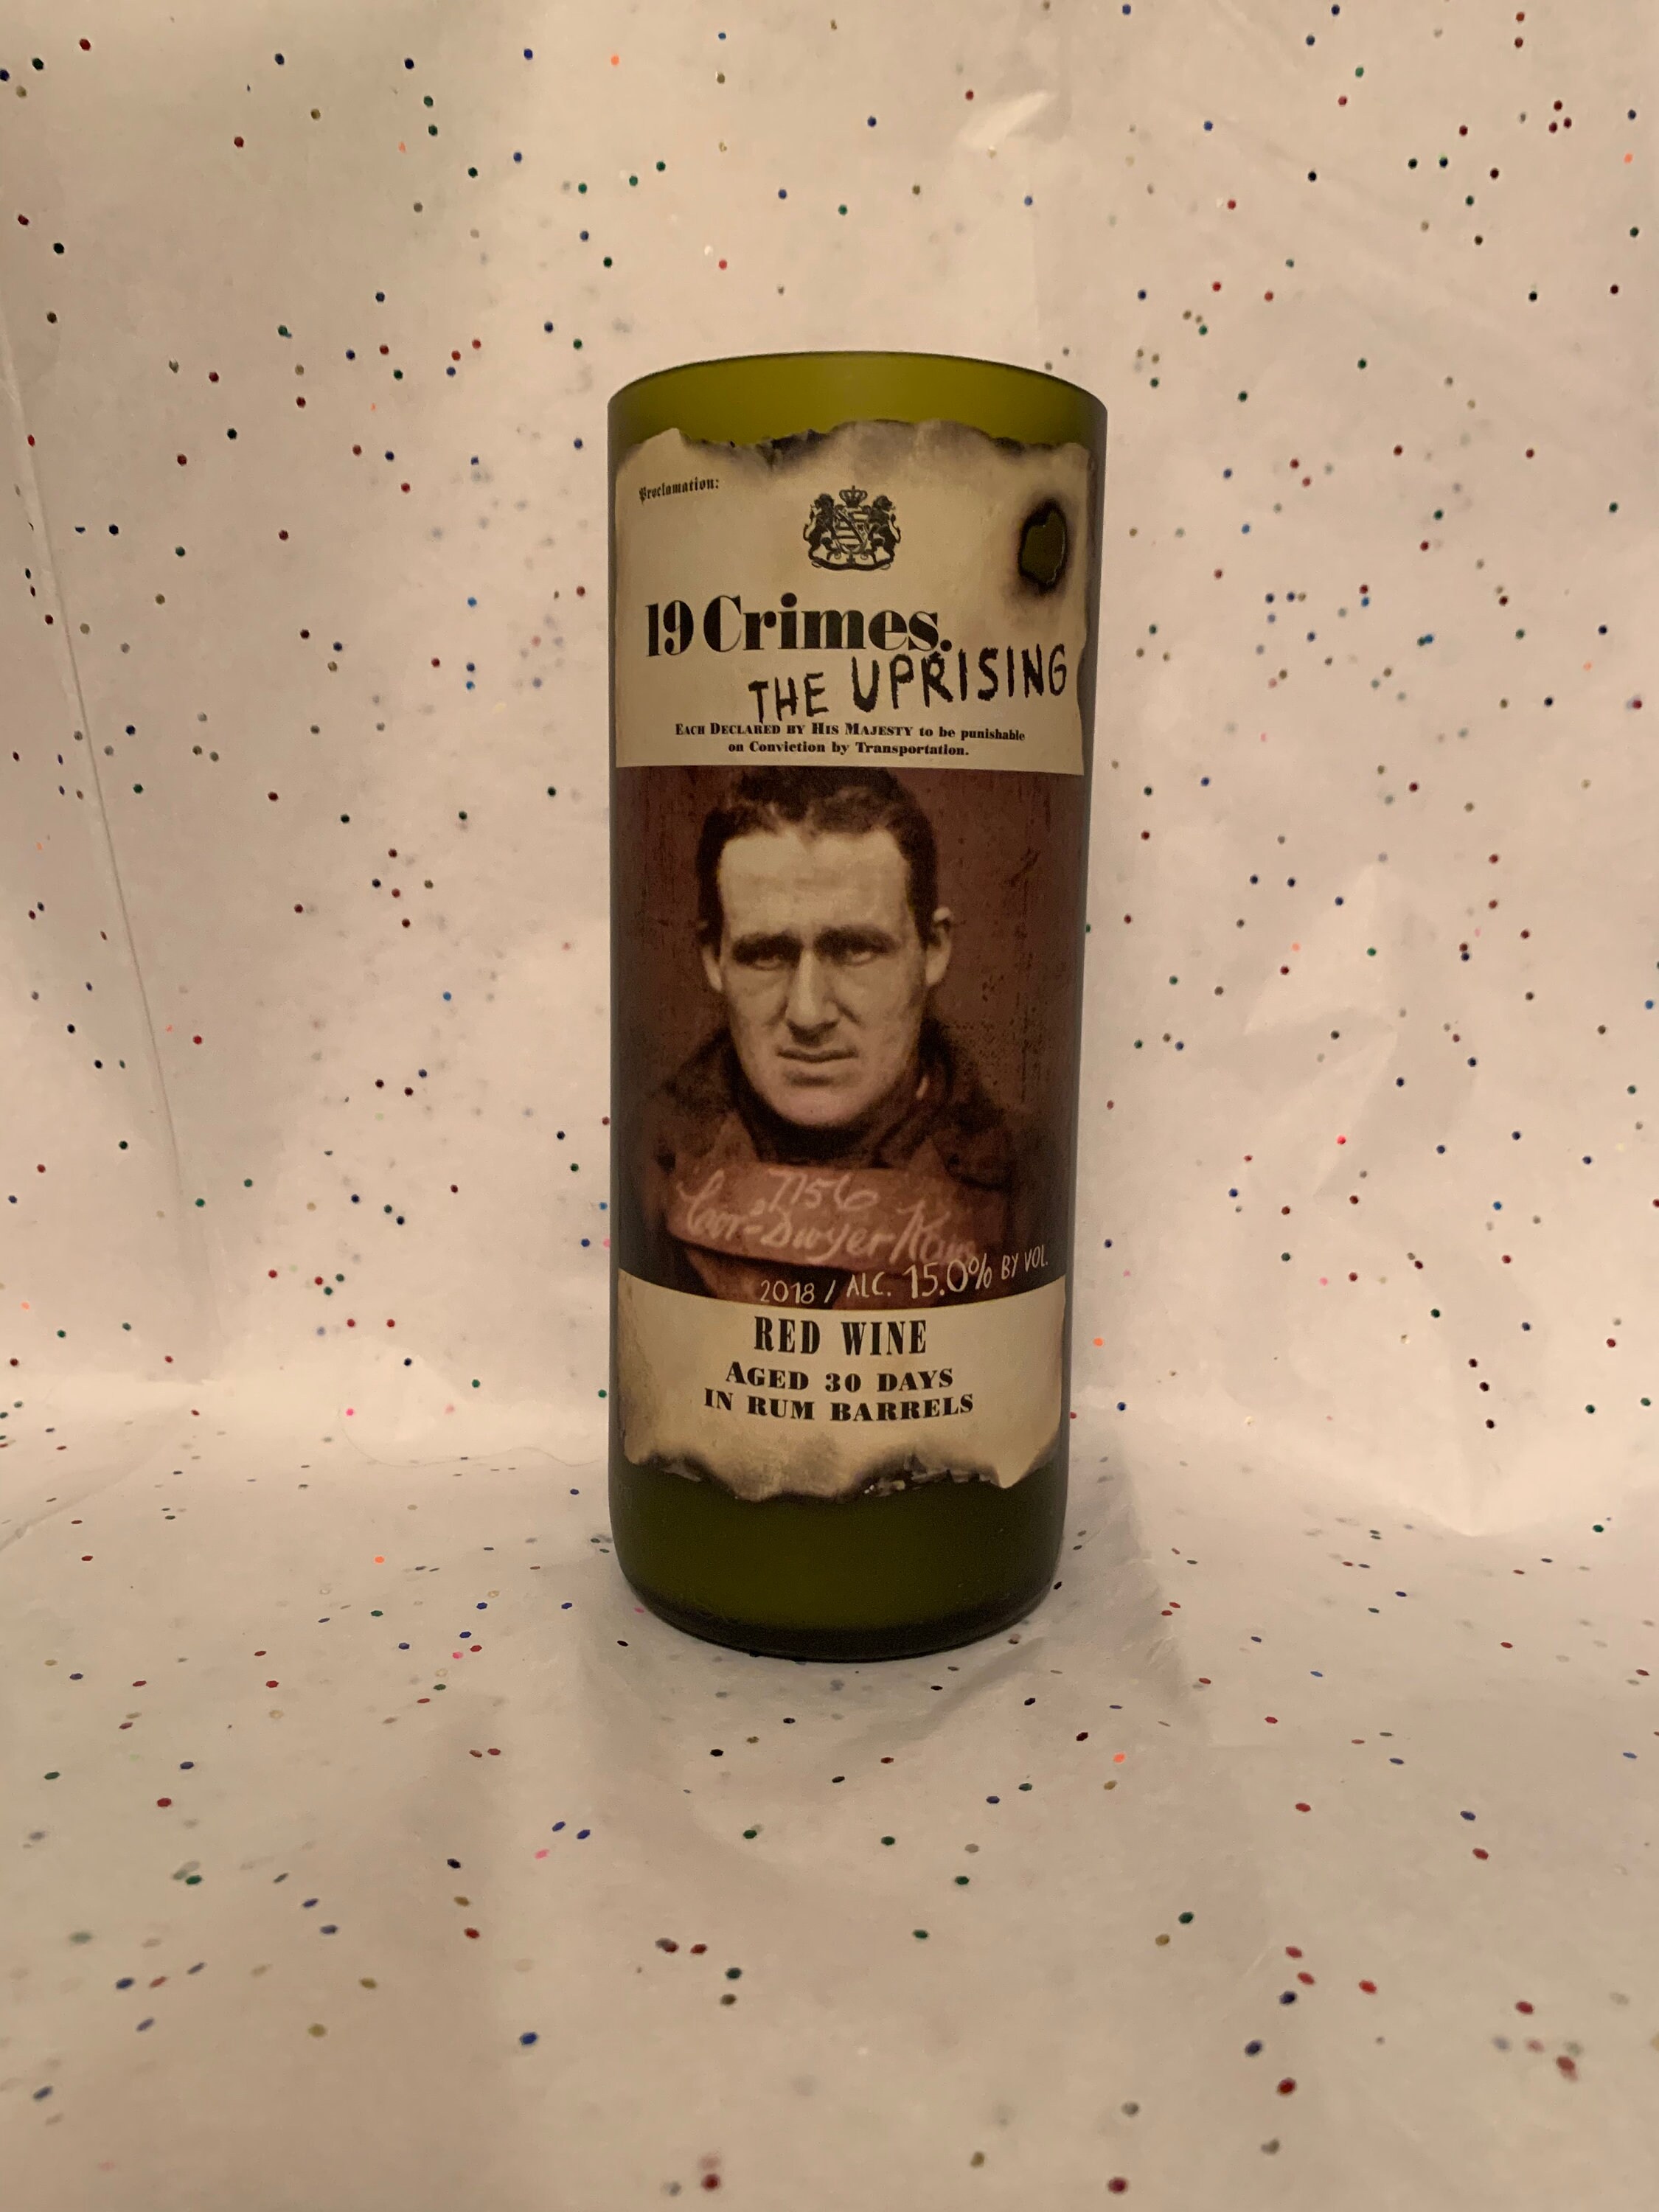 Proclamation:
19 Crimes.
THE UPRISING
EACH DECLARED BY HIS MAJESTY to be punishable
on Conviction by Transportation.
Dwyer
2018 / ALC. 15.0% BY VOL.
RED WINE
AGED 30 DAYS
IN RUM BARRELS